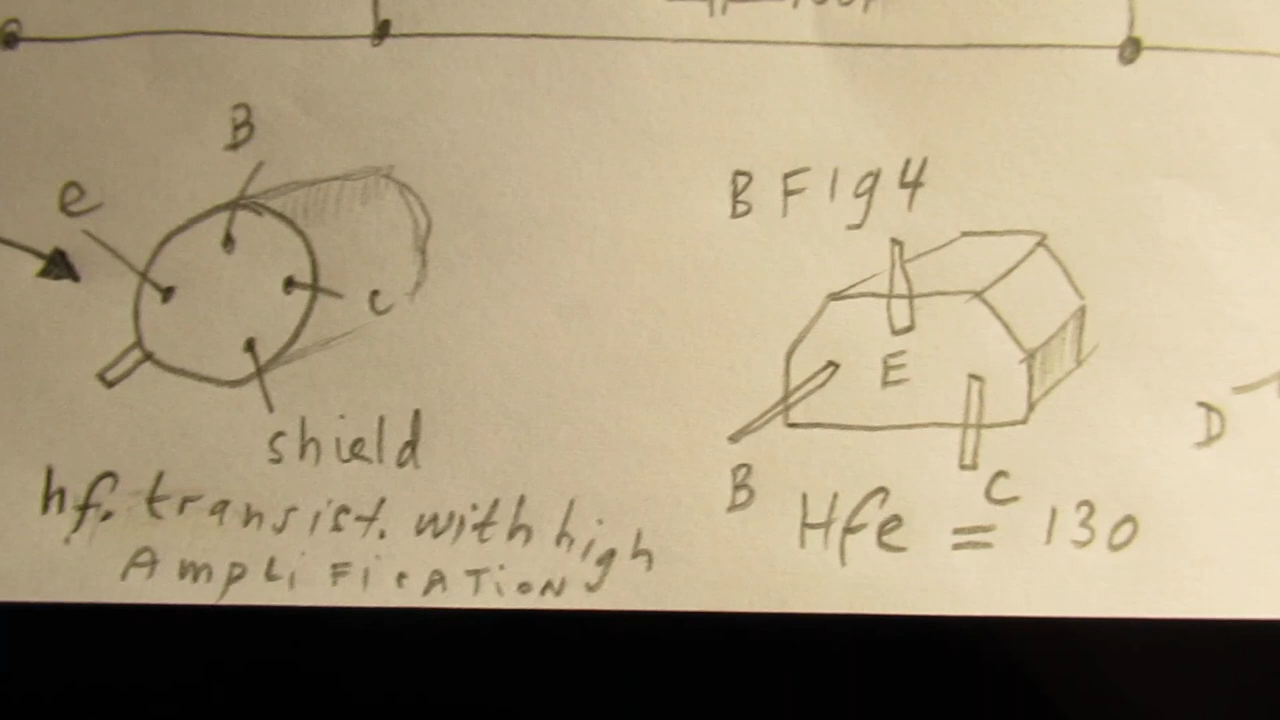 B
e
c
shield
hf. transist. with high
AmpLiFicATioN
BF194
E
B
C
Hfe = 130
D